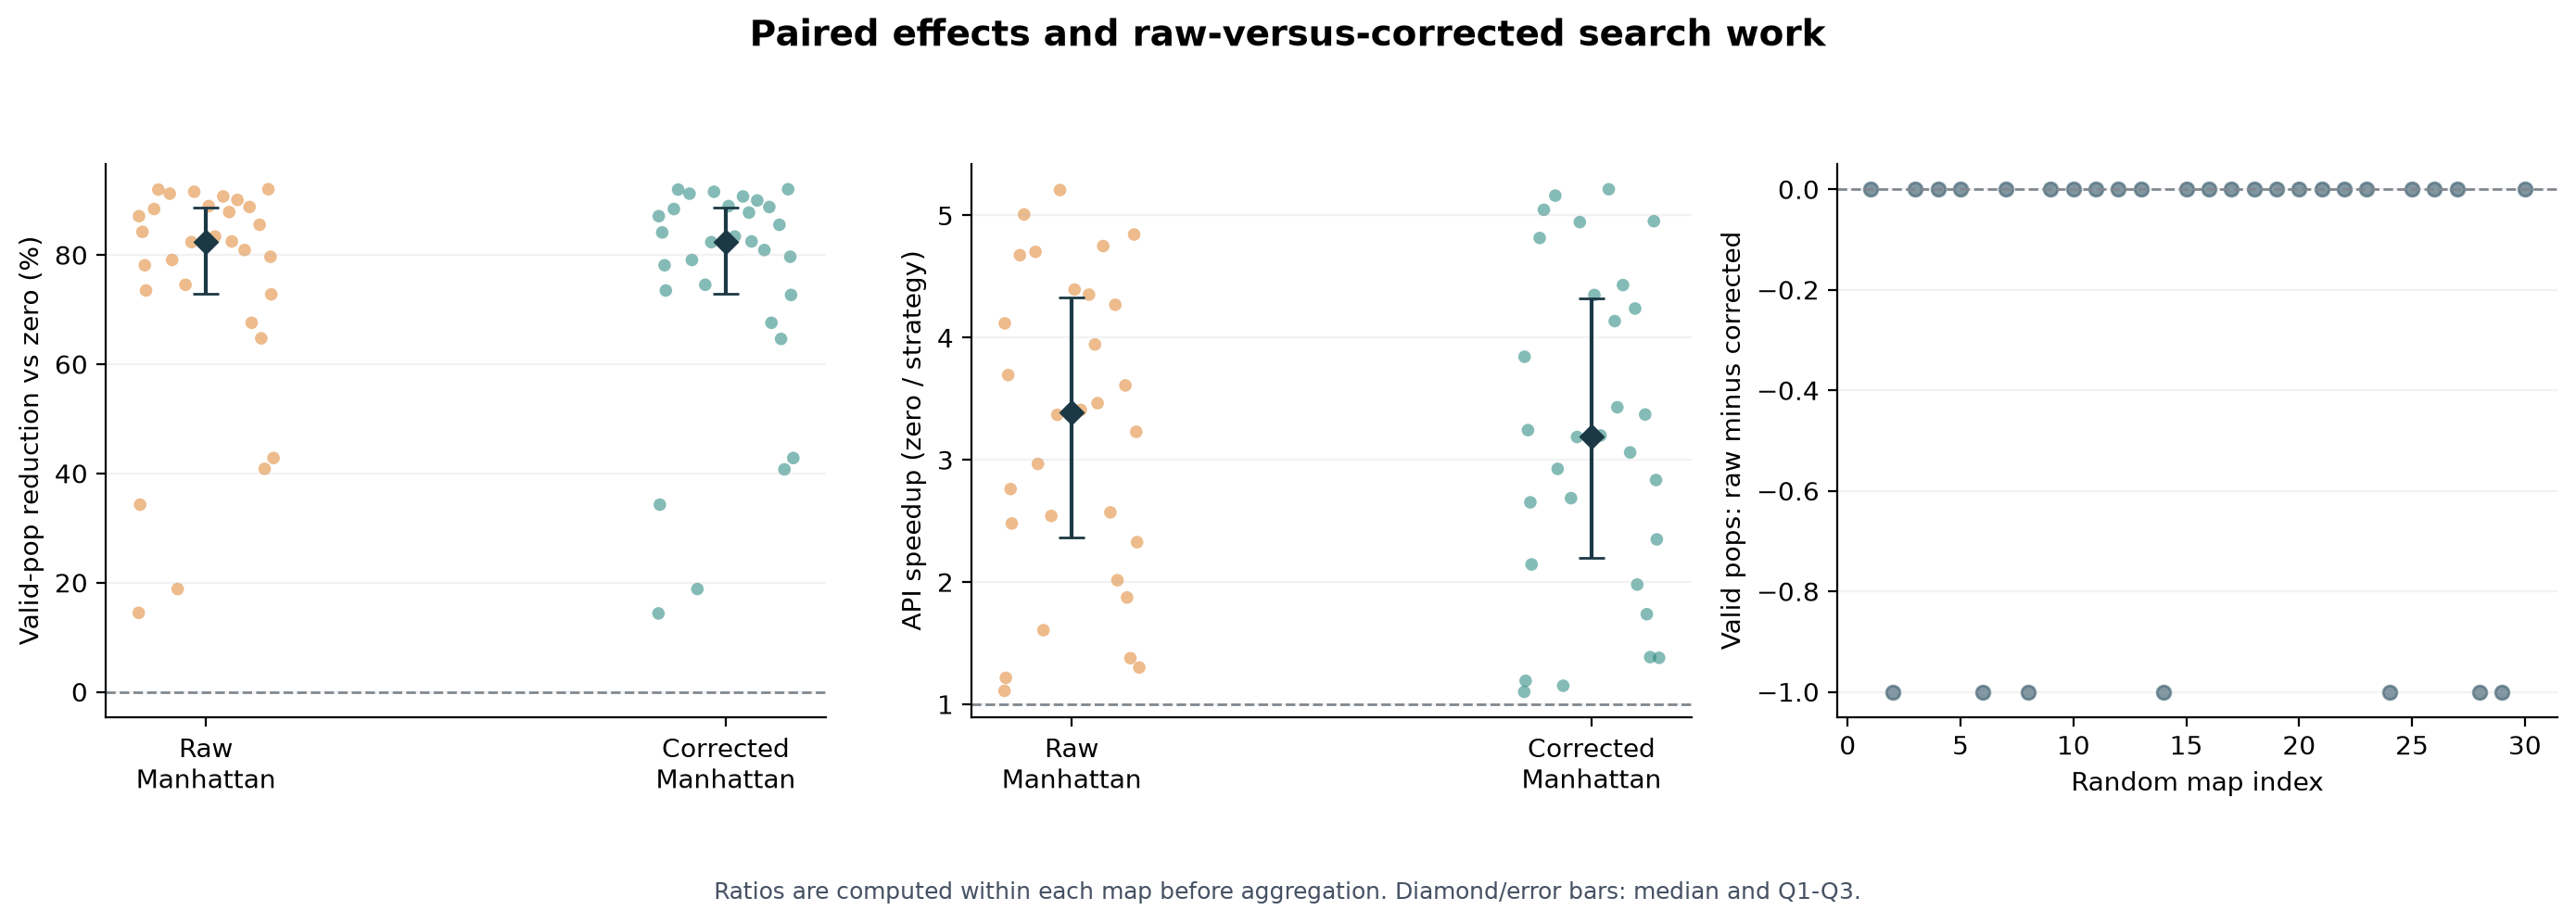 Paired effects and raw-versus-corrected search work
Valid-pop reduction vs zero (%)
80
60
40
20
0
Raw
Manhattan
Corrected
Manhattan
API speedup (zero / strategy)
5
4
3
2
1
Raw
Manhattan
Corrected
Manhattan
Valid pops: raw minus corrected
0.0
−0.2
−0.4
−0.6
−0.8
−1.0
0 5 10 15 20 25 30
Random map index
Ratios are computed within each map before aggregation. Diamond/error bars: median and Q1-Q3.